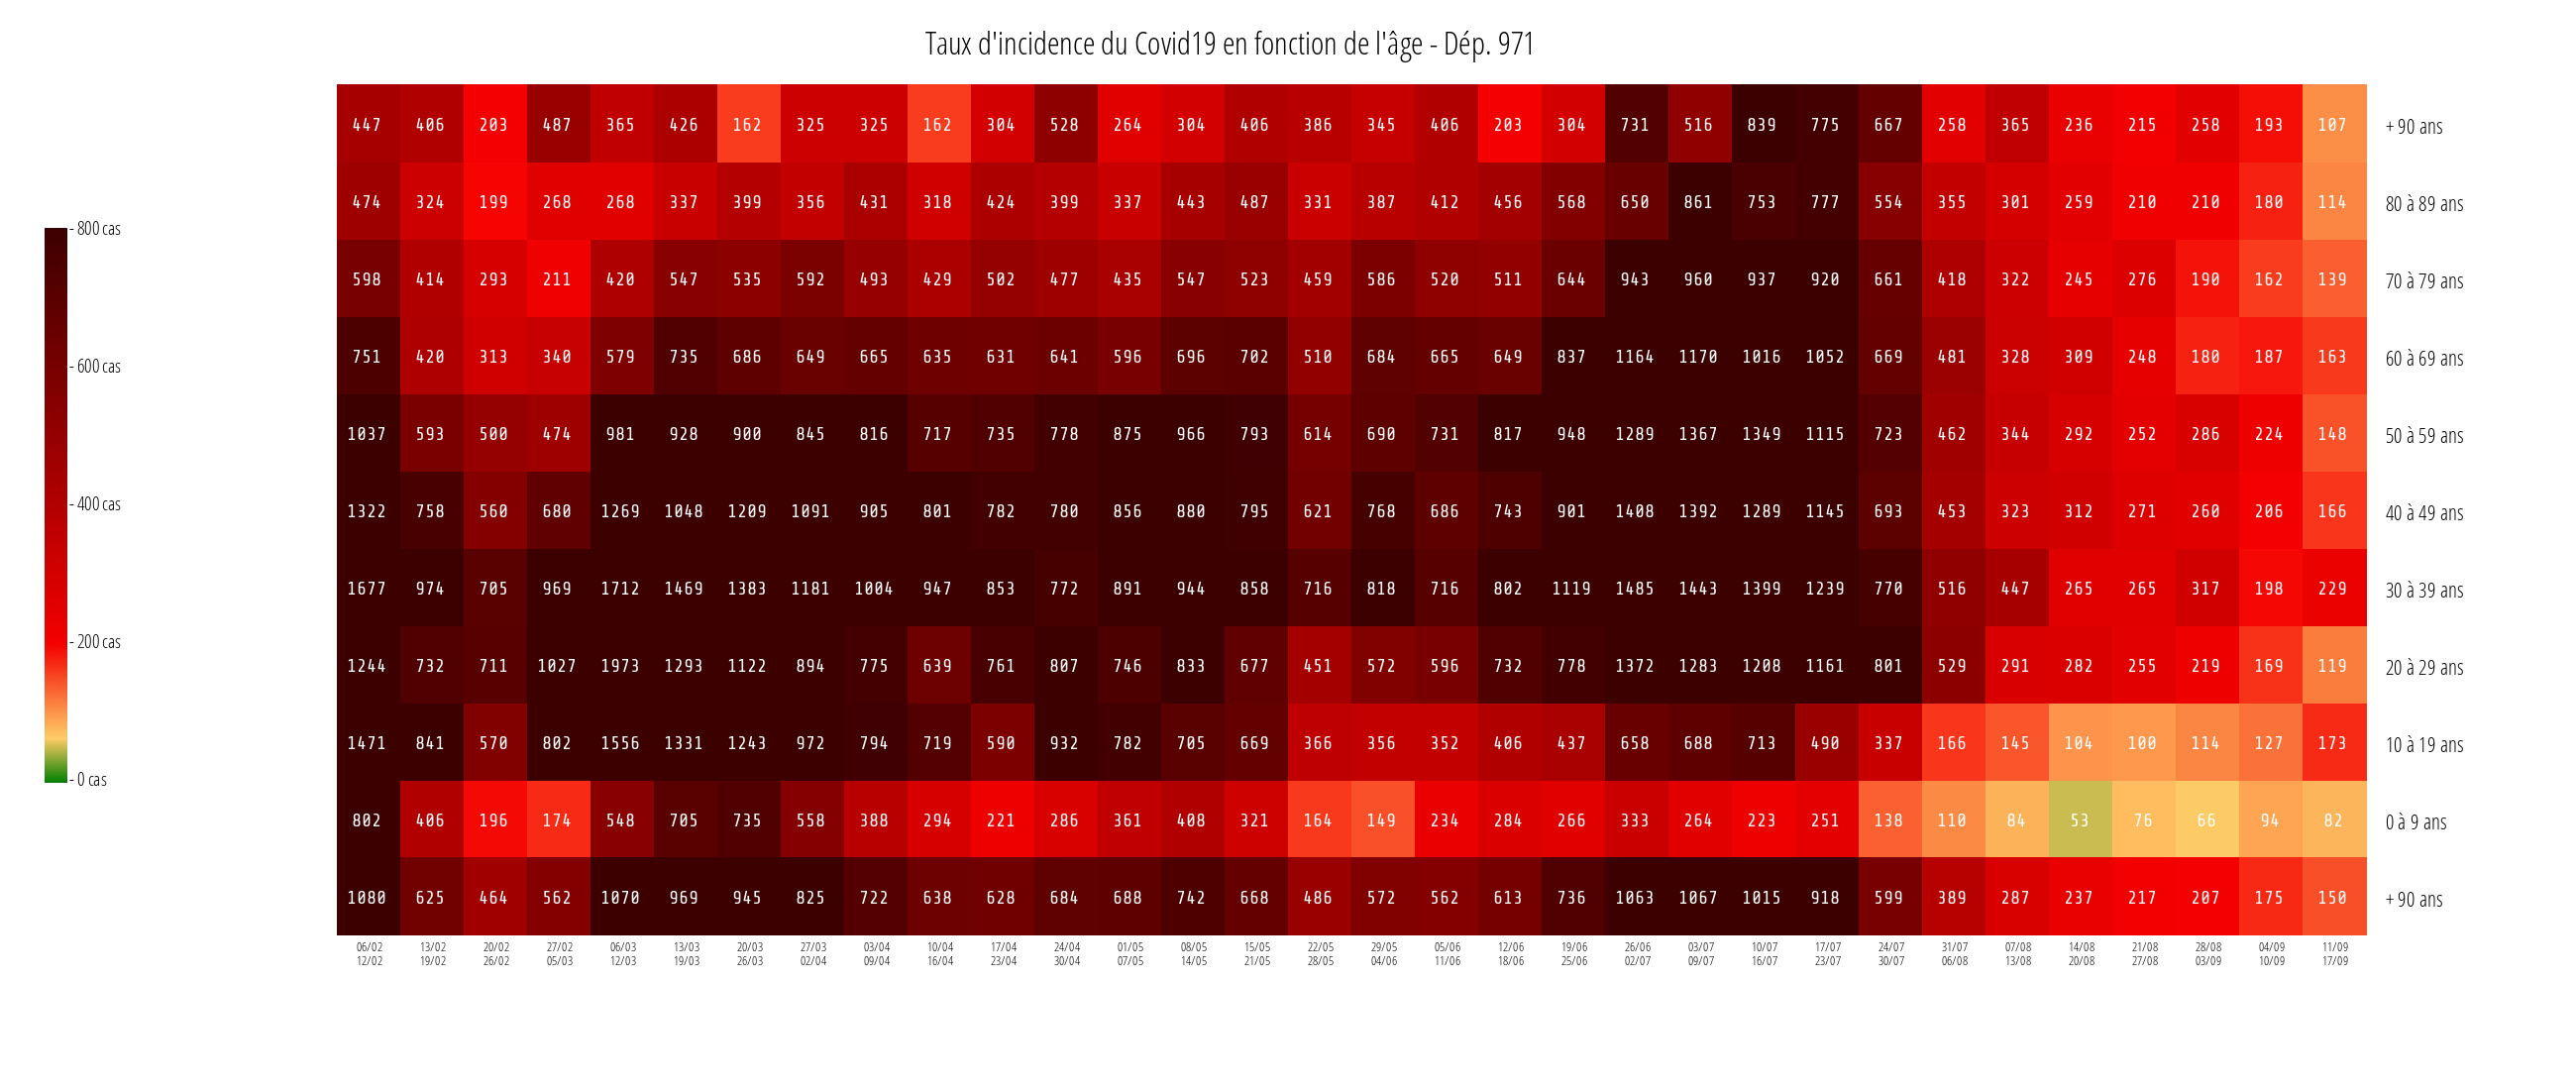 Taux d'incidence du Covid19 en fonction de l'âge - Dép. 971
447 406 203 487 365 426 162 325 325 162 304 528 264 304 406 386 345 406 203 304 731 516 839 775 667 258 365 236 215 258 193 107 + 90 ans
474 324 199 268 268 337 399 356 431 318 424 399 337 443 487 331 387 412 456 568 650 861 753 777 554 355 301 259 210 210 180 114 80 à 89 ans
- 800 cas
598 414 293 211 420 547 535 592 493 429 502 477 435 547 523 459 586 520 511 644 943 960 937 920 661 418 322 245 276 190 162 139 70 à 79 ans
751 420 313 340 579 735 686 649 665 635 631 641 596 696 702 510 684 665 649 837 1164 1170 1016 1052 669 481 328 309 248 180 187 163 60 à 69 ans
- 600 cas
1037 593 500 474 981 928 900 845 816 717 735 778 875 966 793 614 690 731 817 948 1289 1367 1349 1115 723 462 344 292 252 286 224 148 50 à 59 ans
- 400 cas
1322 758 560 680 1269 1048 1209 1091 905 801 782 780 856 880 795 621 768 686 743 901 1408 1392 1289 1145 693 453 323 312 271 260 206 166 40 à 49 ans
1677 974 705 969 1712 1469 1383 1181 1004 947 853 772 891 944 858 716 818 716 802 1119 1485 1443 1399 1239 770 516 447 265 265 317 198 229 30 à 39 ans
- 200 cas
1244 732 711 1027 1973 1293 1122 894 775 639 761 807 746 833 677 451 572 596 732 778 1372 1283 1208 1161 801 529 291 282 255 219 169 119 20 à 29 ans
1471 841 570 802 1556 1331 1243 972 794 719 590 932 782 705 669 366 356 352 406 437 658 688 713 490 337 166 145 104 100 114 127 173 10 à 19 ans
- 0 cas
802 406 196 174 548 705 735 558 388 294 221 286 361 408 321 164 149 234 284 266 333 264 223 251 138 110 84 53 76 66 94 82 0 à 9 ans
1080 625 464 562 1070 969 945 825 722 638 628 684 688 742 668 486 572 562 613 736 1063 1067 1015 918 599 389 287 237 217 207 175 150 + 90 ans
06/02 13/02 20/02 27/02 06/03 13/03 20/03 27/03 03/04 10/04 17/04 24/04 01/05 08/05 15/05 22/05 29/05 05/06 12/06 19/06 26/06 03/07 10/07 17/07 24/07 31/07 07/08 14/08 21/08 28/08 04/09 11/09
12/02 19/02 26/02 05/03 12/03 19/03 26/03 02/04 09/04 16/04 23/04 30/04 07/05 14/05 21/05 28/05 04/06 11/06 18/06 25/06 02/07 09/07 16/07 23/07 30/07 06/08 13/08 20/08 27/08 03/09 10/09 17/09